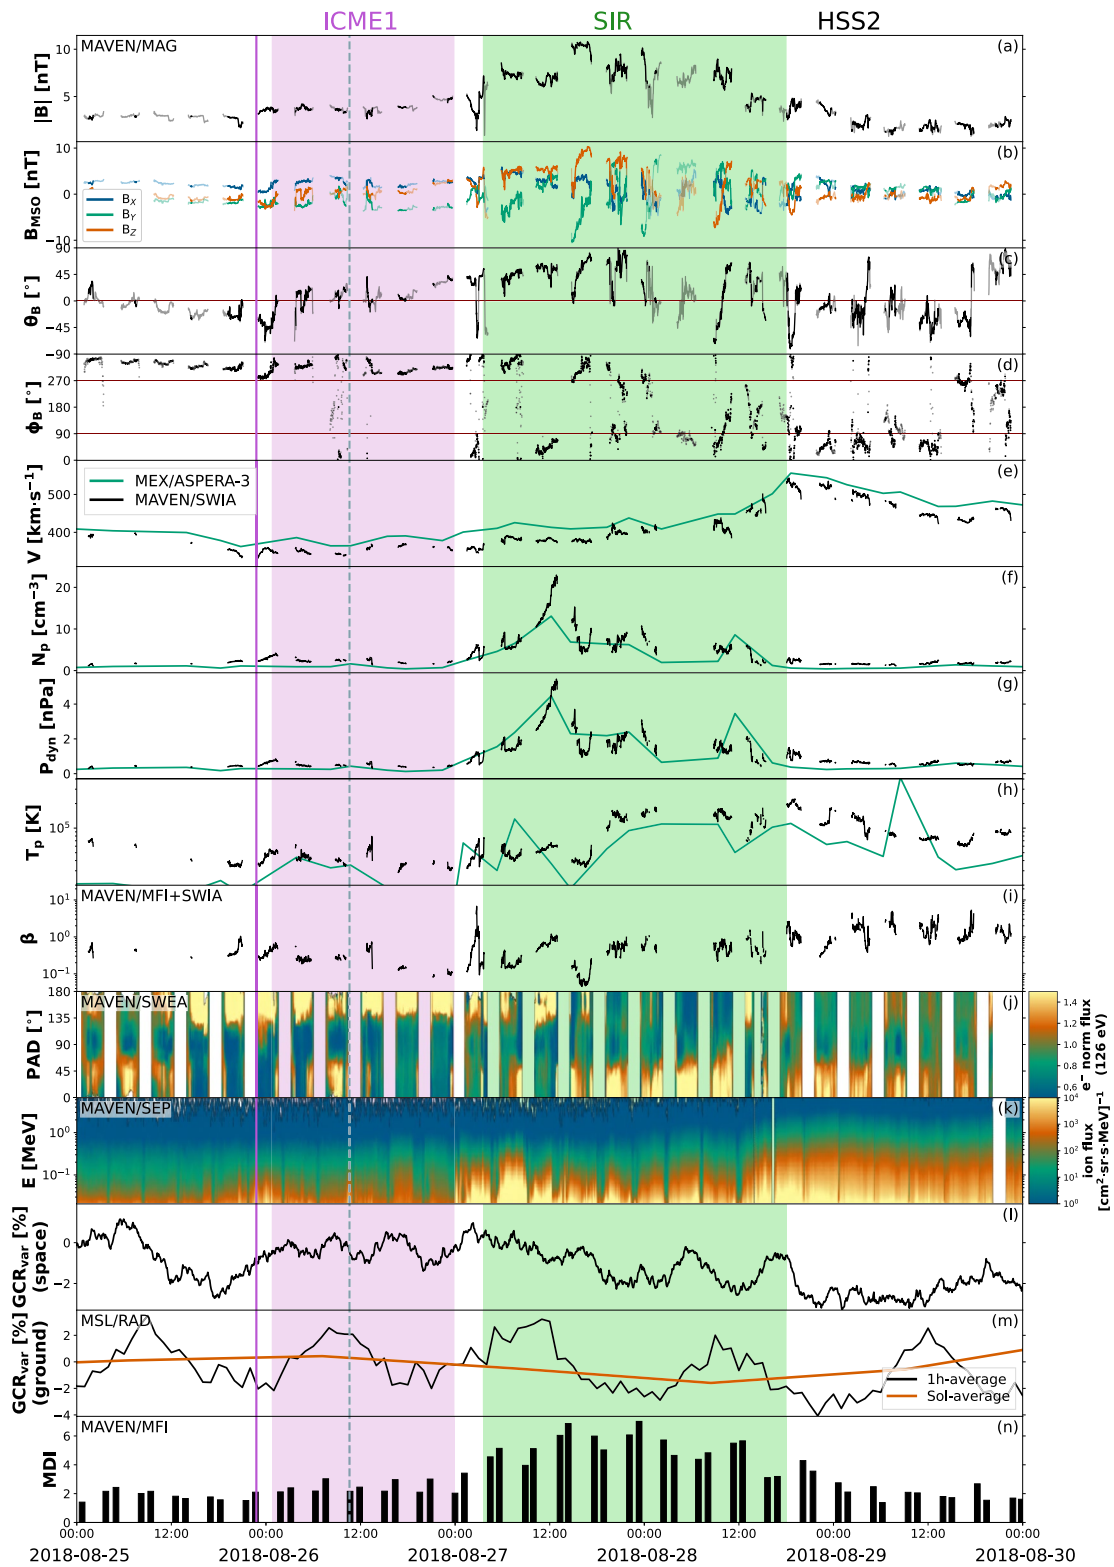 ICME1 SIR HSS2
MAVEN/MAG (a)
|B| [nT]
10
5
(b)
B_MSO [nT]
10
0
−10
B_X
B_Y
B_Z
(c)
θ_B [°]
90
45
0
−45
−90
(d)
ϕ_B [°]
270
180
90
0
(e)
V [km·s⁻¹]
500
400
MEX/ASPERA-3
MAVEN/SWIA
(f)
N_p [cm⁻³]
20
10
0
(g)
P_dyn [nPa]
4
2
0
(h)
T_p [K]
10⁵
MAVEN/MFI+SWIA (i)
β
10¹
10⁰
10⁻¹
MAVEN/SWEA (j)
PAD [°]
180
135
90
45
0
1.4
1.2
1.0
0.8
0.6
e⁻ norm flux
(126 eV)
MAVEN/SEP (k)
E [MeV]
10⁰
10⁻¹
10⁴
10³
10²
10¹
10⁰
ion flux
[cm²·sr·s·MeV]⁻¹
(l)
GCR_var [%]
(space)
0
−2
MSL/RAD (m)
GCR_var [%]
(ground)
2
0
−2
−4
1h-average
Sol-average
MAVEN/MFI (n)
MDI
6
4
2
0
00:00 12:00 00:00 12:00 00:00 12:00 00:00 12:00 00:00 12:00 00:00
2018-08-25 2018-08-26 2018-08-27 2018-08-28 2018-08-29 2018-08-30